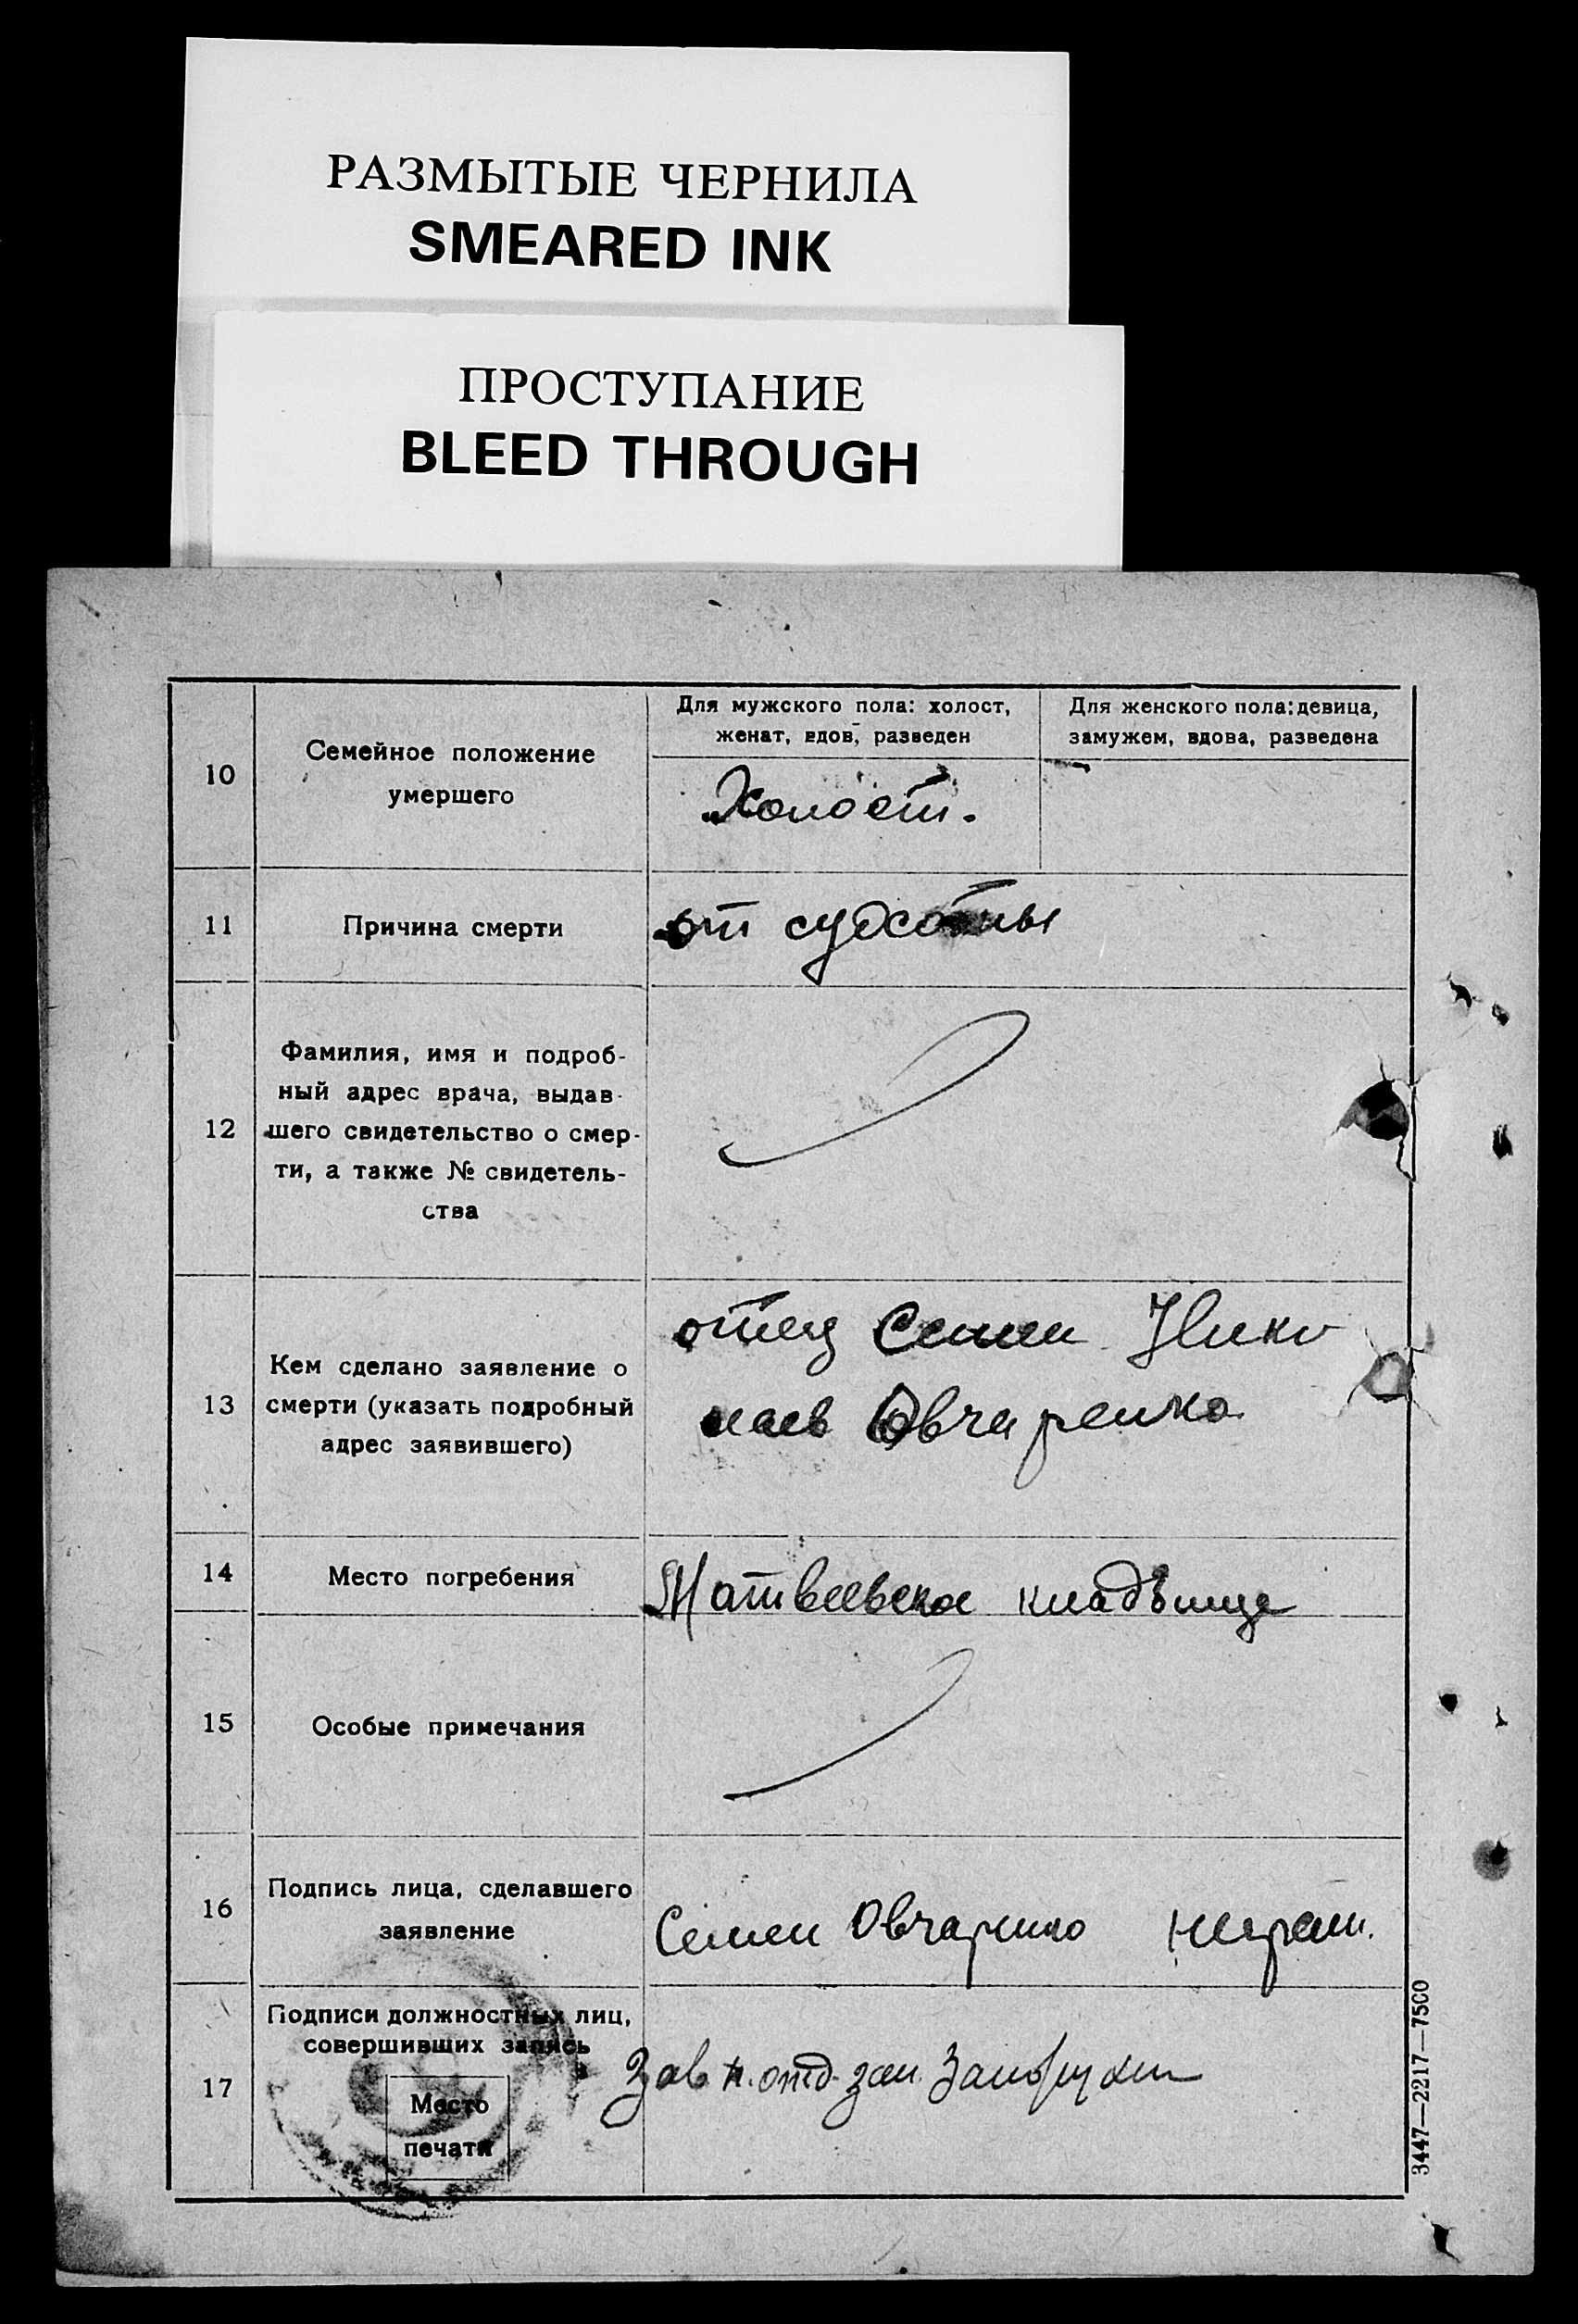 РАЗМЫТЫЕ ЧЕРНИЛА
SMEARED INK
ПРОСТУПАНИЕ
BLEED THROUGH
10
Семейное положение
умершего
Для мужского пола: холост,
женат, вдов, разведен
Для женского пола: девица,
замужем, вдова, разведена
Холост.
11
Причина смерти
от сухоты
12
Фамилия, имя и подроб-
ный адрес врача, выдав-
шего свидетельство о смер-
ти, а также № свидетель-
ства
13
Кем сделано заявление о
смерти (указать подробный
адрес заявившего)
отец Семен Нико
лаев Овчаренко
14
Место погребения
Матвеевское кладбище
15
Особые примечания
16
Подпись лица, сделавшего
заявление
Семен Овчаренко неграм.
17
Подписи должностных лиц,
совершивших запись
Место
печати
Зав
3447—2217—7500